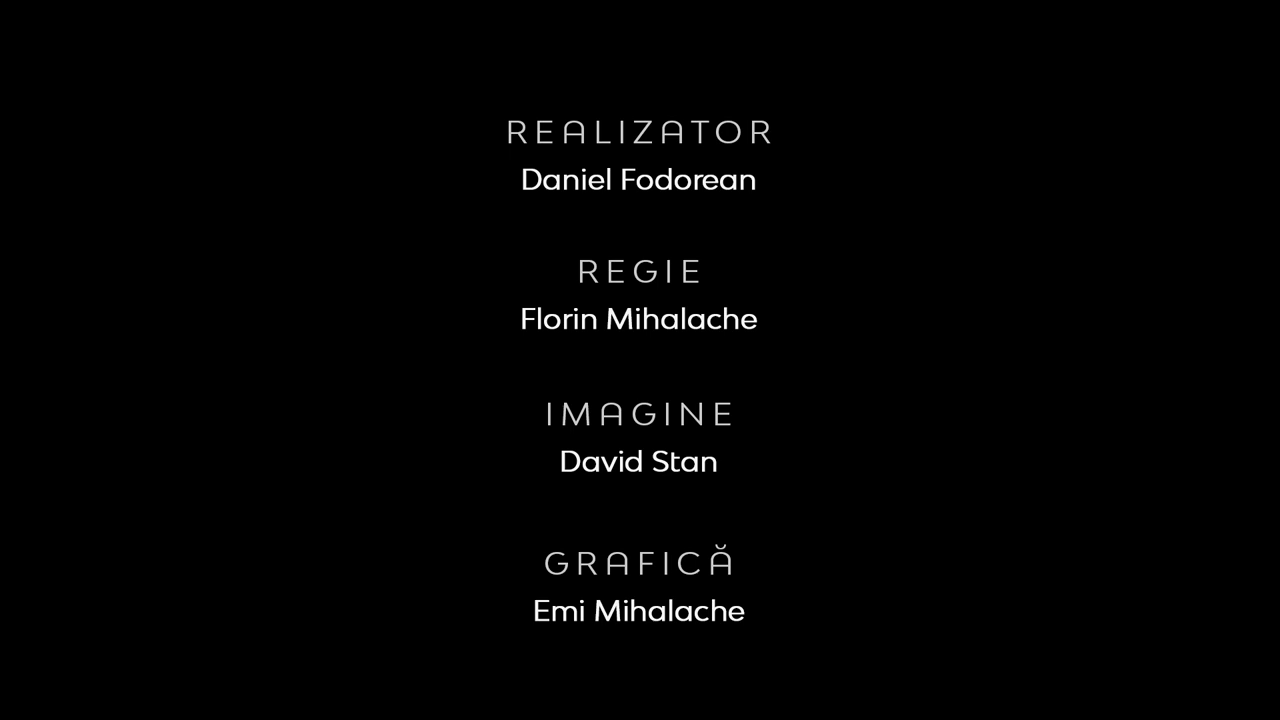 REALIZATOR
Daniel Fodorean
REGIE
Florin Mihalache
IMAGINE
David Stan
GRAFICĂ
Emi Mihalache